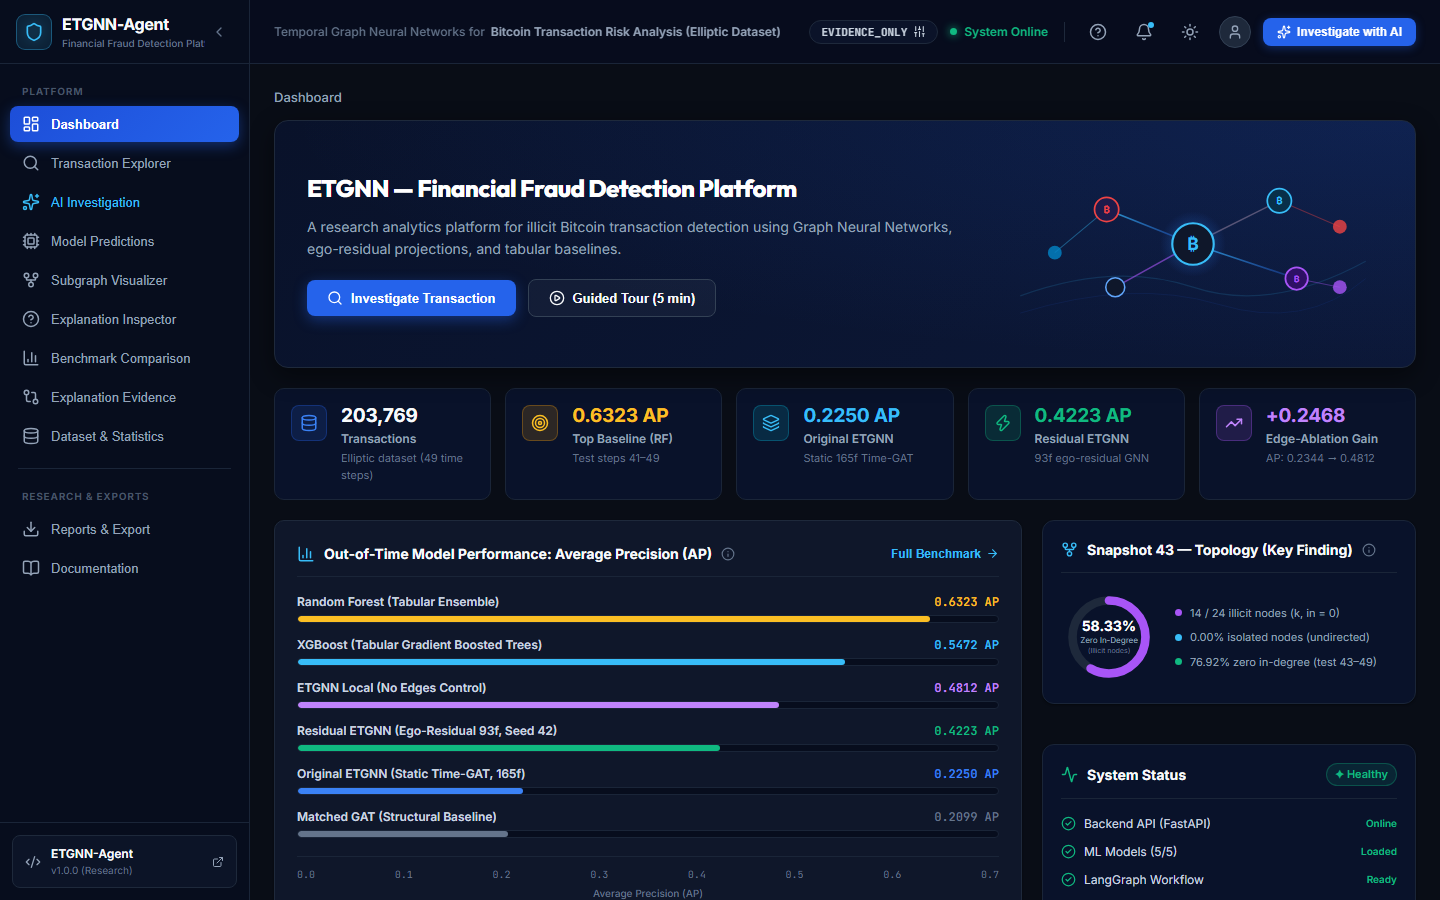 ETGNN-Agent
Financial Fraud Detection Plat
PLATFORM
Dashboard
Transaction Explorer
AI Investigation
Model Predictions
Subgraph Visualizer
Explanation Inspector
Benchmark Comparison
Explanation Evidence
Dataset & Statistics
RESEARCH & EXPORTS
Reports & Export
Documentation
ETGNN-Agent
v1.0.0 (Research)
Temporal Graph Neural Networks for Bitcoin Transaction Risk Analysis (Elliptic Dataset)
EVIDENCE_ONLY
System Online
Investigate with AI
Dashboard
ETGNN — Financial Fraud Detection Platform
A research analytics platform for illicit Bitcoin transaction detection using Graph Neural Networks,
ego-residual projections, and tabular baselines.
Investigate Transaction
Guided Tour (5 min)
₿
₿
₿
₿
203,769
Transactions
Elliptic dataset (49 time
steps)
0.6323 AP
Top Baseline (RF)
Test steps 41–49
0.2250 AP
Original ETGNN
Static 165f Time-GAT
0.4223 AP
Residual ETGNN
93f ego-residual GNN
+0.2468
Edge-Ablation Gain
AP: 0.2344 → 0.4812
Out-of-Time Model Performance: Average Precision (AP)
Full Benchmark →
Random Forest (Tabular Ensemble) 0.6323 AP
XGBoost (Tabular Gradient Boosted Trees) 0.5472 AP
ETGNN Local (No Edges Control) 0.4812 AP
Residual ETGNN (Ego-Residual 93f, Seed 42) 0.4223 AP
Original ETGNN (Static Time-GAT, 165f) 0.2250 AP
Matched GAT (Structural Baseline) 0.2099 AP
0.0 0.1 0.2 0.3 0.4 0.5 0.6 0.7
Average Precision (AP)
Snapshot 43 — Topology (Key Finding)
58.33%
Zero In-Degree
(Illicit nodes)
14 / 24 illicit nodes (k, in = 0)
0.00% isolated nodes (undirected)
76.92% zero in-degree (test 43–49)
System Status
✦ Healthy
Backend API (FastAPI) Online
ML Models (5/5) Loaded
LangGraph Workflow Ready